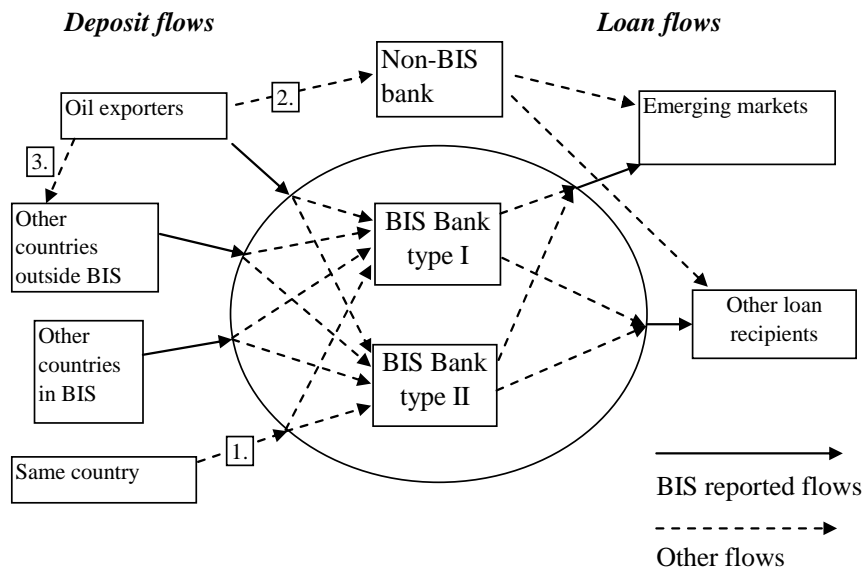 Deposit flows
Loan flows
Non-BIS
bank
2.
Oil exporters
Emerging markets
3.
Other
countries
outside BIS
BIS Bank
type I
Other loan
recipients
Other
countries
in BIS
BIS Bank
type II
1.
Same country
BIS reported flows
Other flows